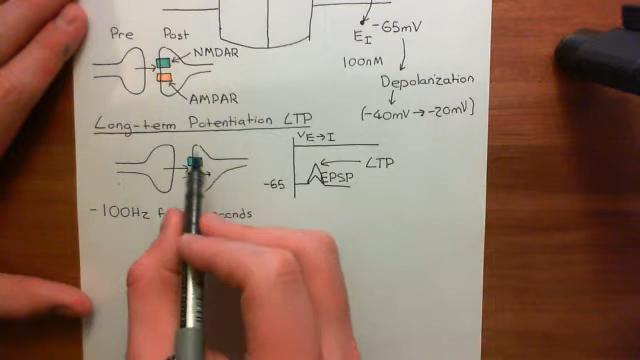 -65mV
E_I
Pre Post
NMDAR
100nM
Depolarization
AMPAR
(-40mV → -20mV)
Long-term Potentiation LTP
V E→I
LTP
EPSP
-65
-100Hz seconds